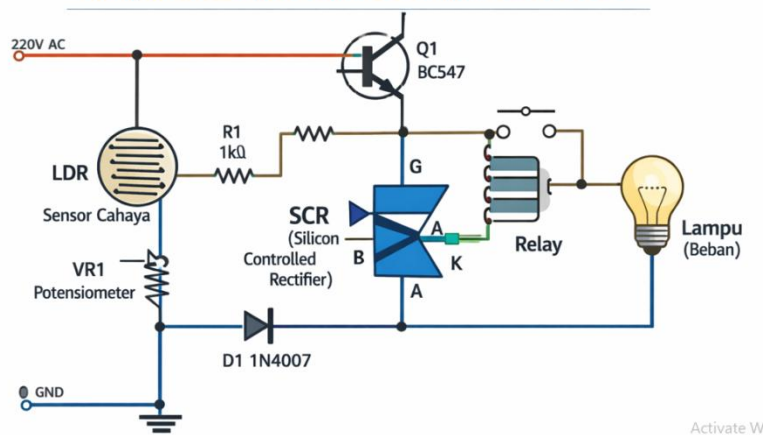 220V AC
Q1
BC547
R1
1kΩ
LDR
Sensor Cahaya
G
SCR
(Silicon
Controlled
Rectifier)
A
B
K
A
Relay
Lampu
(Beban)
VR1
Potensiometer
D1 1N4007
GND
Activate W